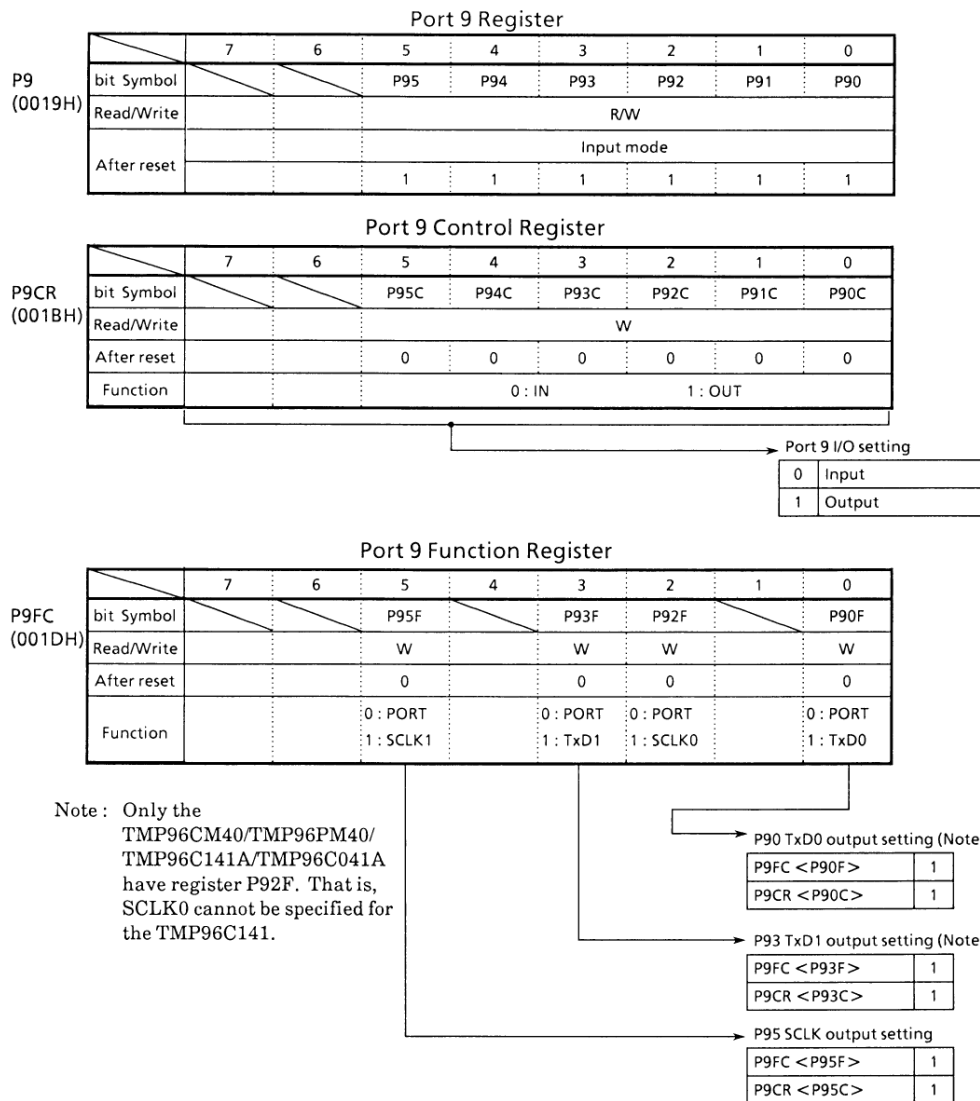 Port 9 Register
7 6 5 4 3 2 1 0
P9
(0019H)
bit Symbol P95 P94 P93 P92 P91 P90
Read/Write R/W
After reset Input mode
1 1 1 1 1 1
Port 9 Control Register
7 6 5 4 3 2 1 0
P9CR
(001BH)
bit Symbol P95C P94C P93C P92C P91C P90C
Read/Write W
After reset 0 0 0 0 0 0
Function 0 : IN 1 : OUT
Port 9 I/O setting
0 Input
1 Output
Port 9 Function Register
7 6 5 4 3 2 1 0
P9FC
(001DH)
bit Symbol P95F P93F P92F P90F
Read/Write W W W W
After reset 0 0 0 0
Function
0 : PORT 0 : PORT 0 : PORT 0 : PORT
1 : SCLK1 1 : TxD1 1 : SCLK0 1 : TxD0
Note : Only the
TMP96CM40/TMP96PM40/
TMP96C141A/TMP96C041A
have register P92F. That is,
SCLK0 cannot be specified for
the TMP96C141.
P90 TxD0 output setting (Note
P9FC <P90F> 1
P9CR <P90C> 1
P93 TxD1 output setting (Note
P9FC <P93F> 1
P9CR <P93C> 1
P95 SCLK output setting
P9FC <P95F> 1
P9CR <P95C> 1